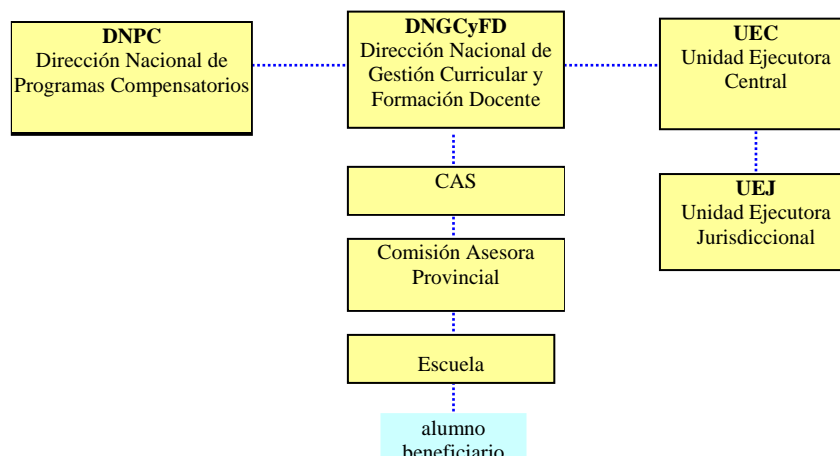 DNPC
Dirección Nacional de
Programas Compensatorios
DNGCyFD
Dirección Nacional de
Gestión Curricular y
Formación Docente
UEC
Unidad Ejecutora
Central
CAS
UEJ
Unidad Ejecutora
Jurisdiccional
Comisión Asesora
Provincial
Escuela
alumno
beneficiario